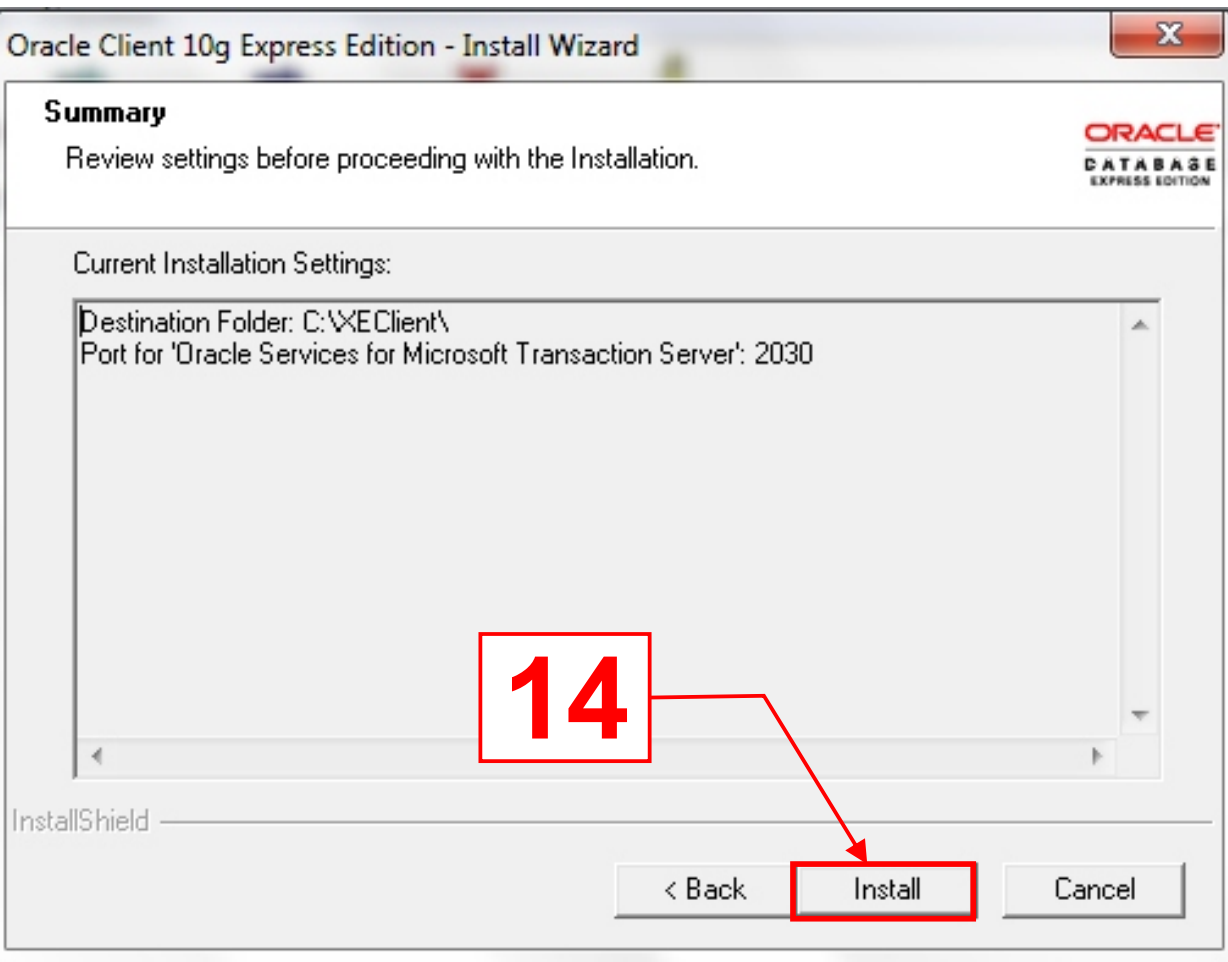 Oracle Client 10g Express Edition - Install Wizard
Summary
Review settings before proceeding with the Installation.
ORACLE
DATABASE
EXPRESS EDITION
Current Installation Settings:
Destination Folder: C:\XEClient\
Port for 'Oracle Services for Microsoft Transaction Server': 2030
14
InstallShield
< Back
Install
Cancel